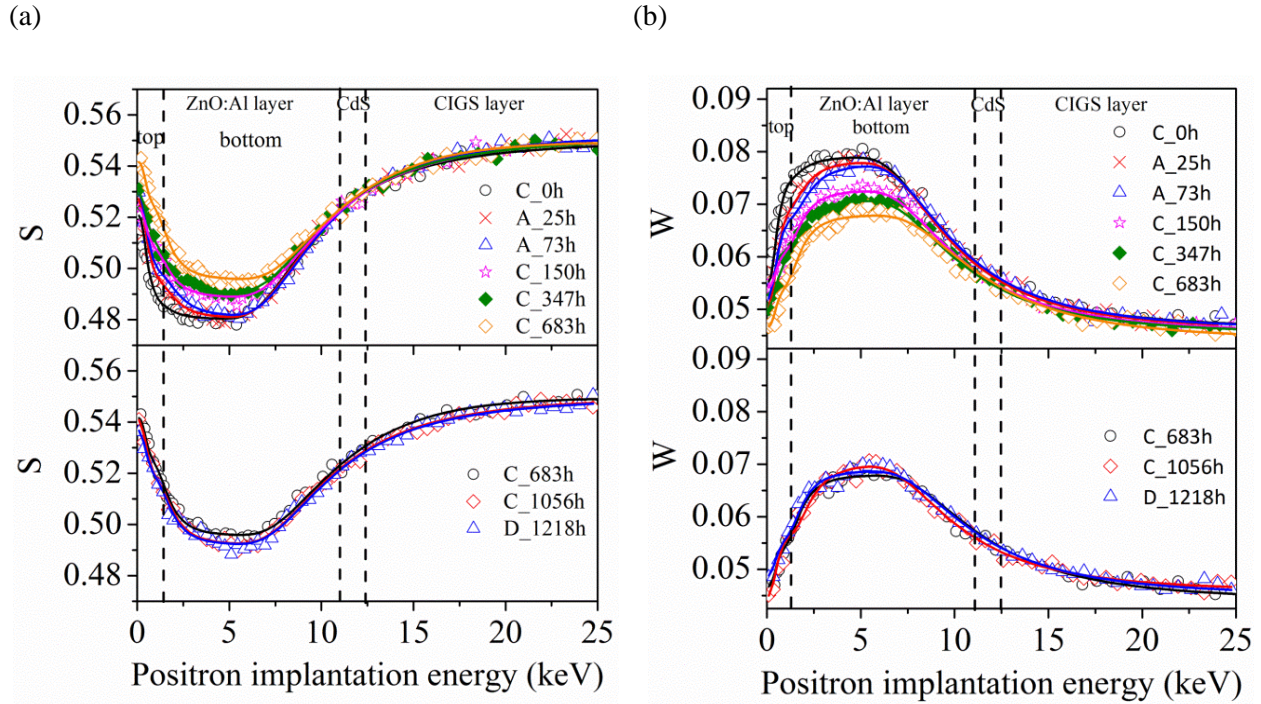 (a)
(b)
ZnO:Al layer
CdS
CIGS layer
top
bottom
0.56
0.54
0.52
0.50
0.48
S
C_0h
A_25h
A_73h
C_150h
C_347h
C_683h
0.56
0.54
0.52
0.50
0.48
S
C_683h
C_1056h
D_1218h
0 5 10 15 20 25
Positron implantation energy (keV)
ZnO:Al layer
CdS
CIGS layer
top
bottom
0.09
0.08
0.07
0.06
0.05
W
C_0h
A_25h
A_73h
C_150h
C_347h
C_683h
0.09
0.08
0.07
0.06
0.05
W
C_683h
C_1056h
D_1218h
0 5 10 15 20 25
Positron implantation energy (keV)